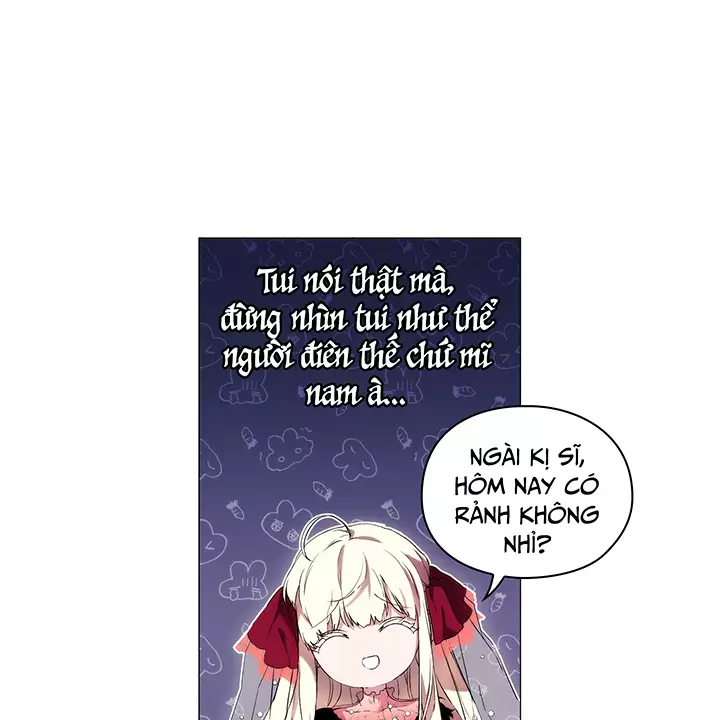 Tui nói thật mà,
đừng nhìn tui như thể
người điên thế chứ mĩ
nam à...
NGÀI KỊ SĨ,
HÔM NAY CÓ
RẢNH KHÔNG
NHỈ?